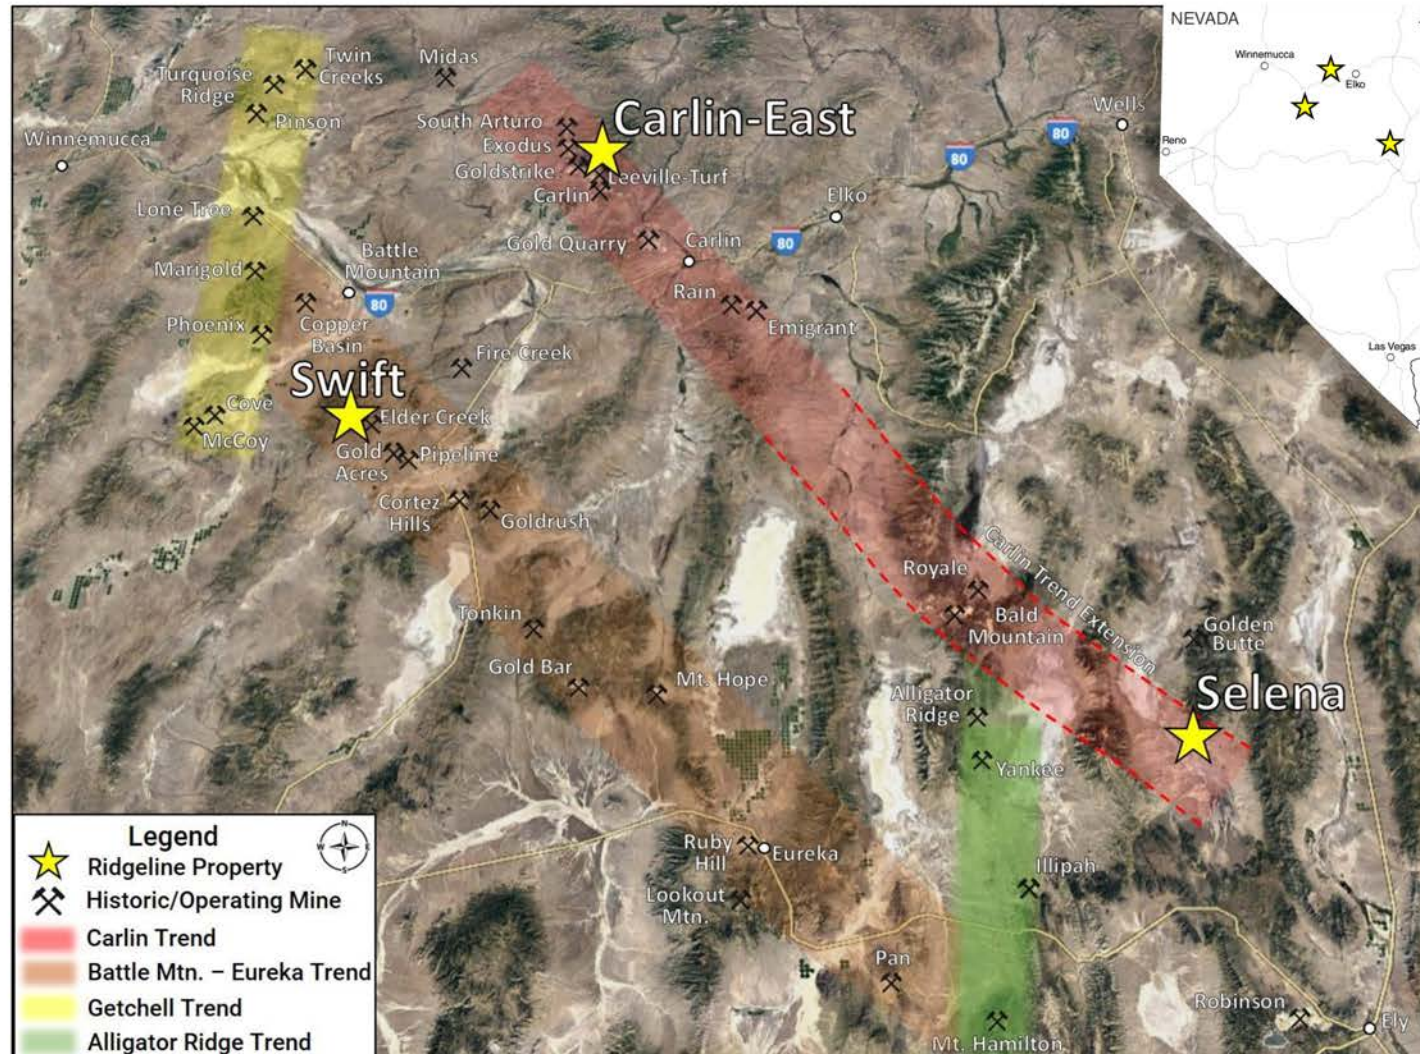 NEVADA
Winnemucca
Elko
Reno
Las Vegas
Twin
Creeks
Turquoise
Ridge
Pinson
Midas
Winnemucca
South Arturo
Carlin-East
Exodus
Goldstrike
Leeville-Turf
Carlin
Wells
80
80
Elko
80
Lone Tree
Gold Quarry
Carlin
Battle
Mountain
Marigold
80
Rain
Emigrant
Phoenix
Copper
Basin
Fire Creek
Swift
Cove
McCoy
Elder Creek
Gold
Acres
Pipeline
Cortez
Hills
Goldrush
Carlin Trend Extension
Royale
Bald
Mountain
Golden
Butte
Tonkin
Gold Bar
Mt. Hope
Alligator
Ridge
Selena
Yankee
Ruby
Hill
Eureka
Lookout
Mtn.
Illipah
Pan
Robinson
Ely
Mt. Hamilton
Legend
N
E
S
W
Ridgeline Property
Historic/Operating Mine
Carlin Trend
Battle Mtn. – Eureka Trend
Getchell Trend
Alligator Ridge Trend